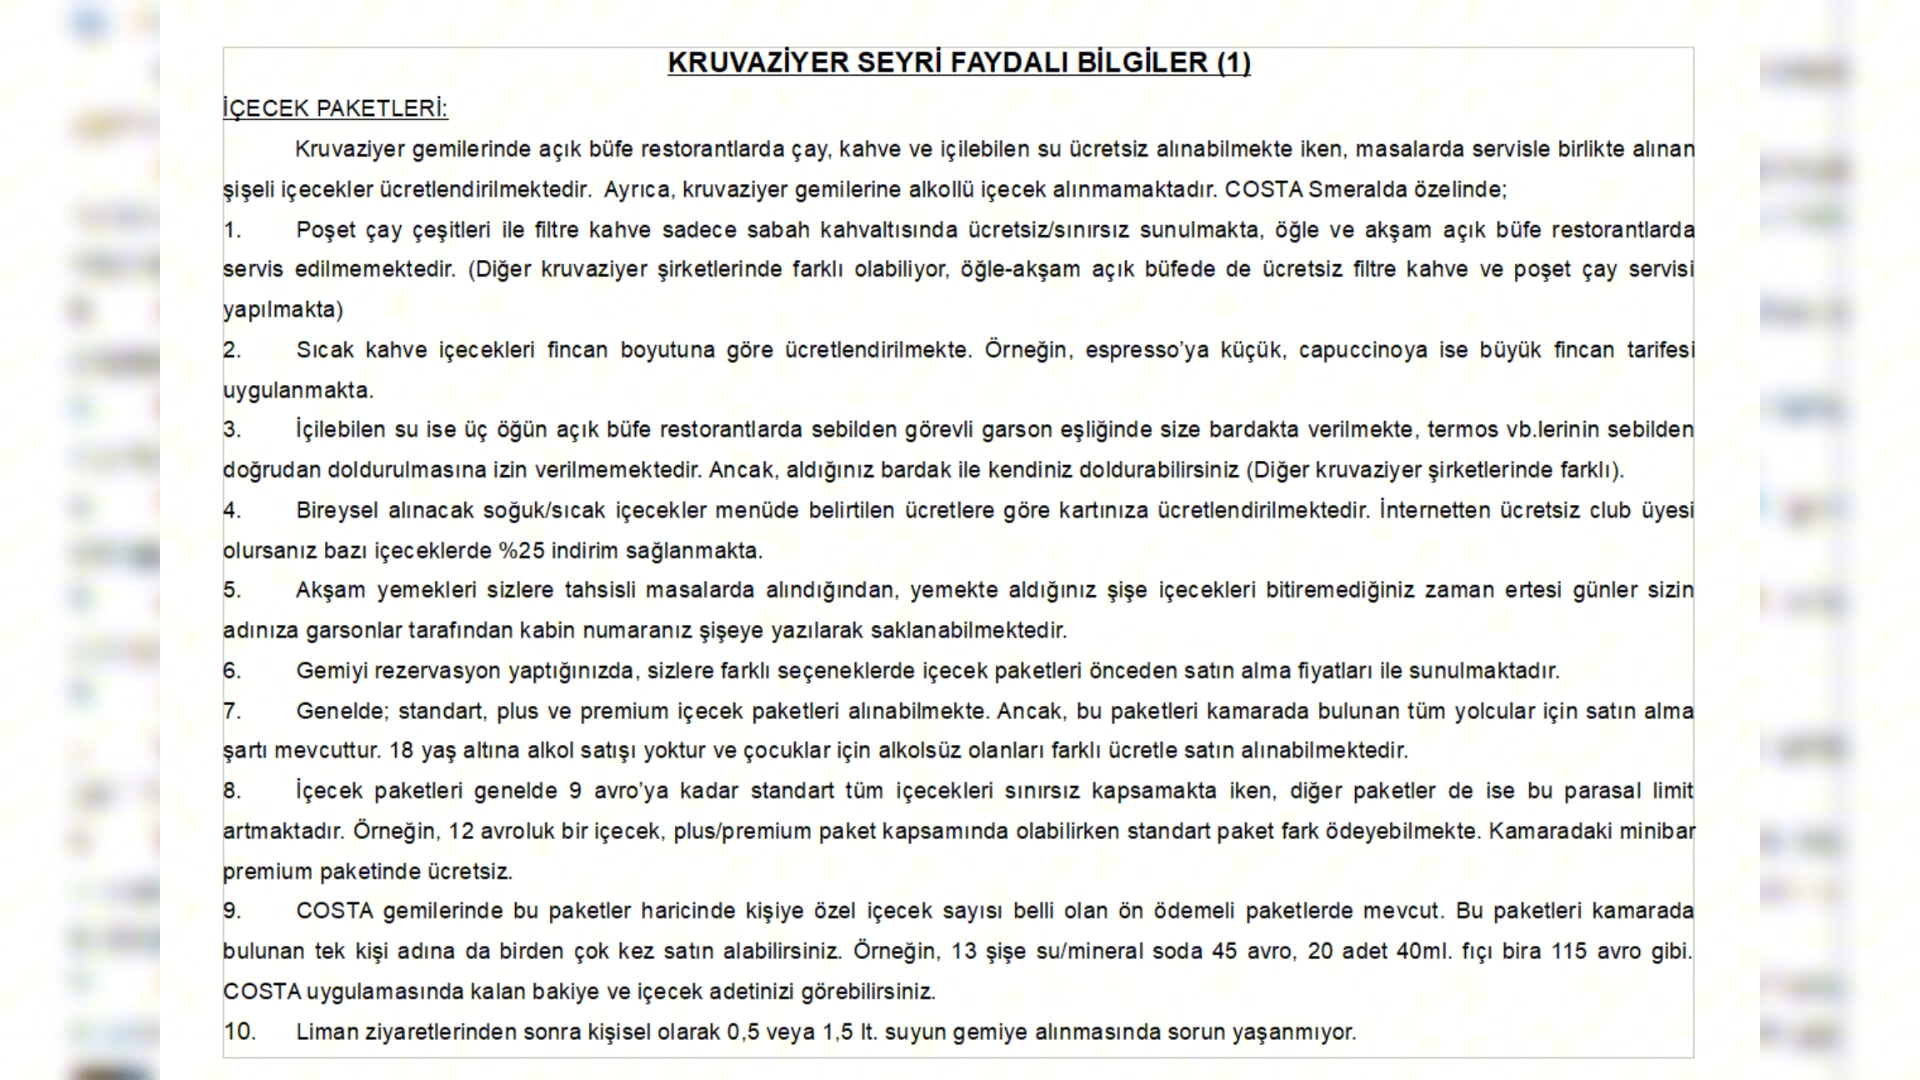 KRUVAZİYER SEYRİ FAYDALI BİLGİLER (1)
İÇECEK PAKETLERİ:
Kruvaziyer gemilerinde açık büfe restorantlarda çay, kahve ve içilebilen su ücretsiz alınabilmekte iken, masalarda servisle birlikte alınan
şişeli içecekler ücretlendirilmektedir. Ayrıca, kruvaziyer gemilerine alkollü içecek alınmamaktadır. COSTA Smeralda özelinde;
1. Poşet çay çeşitleri ile filtre kahve sadece sabah kahvaltısında ücretsiz/sınırsız sunulmakta, öğle ve akşam açık büfe restorantlarda
servis edilmemektedir. (Diğer kruvaziyer şirketlerinde farklı olabiliyor, öğle-akşam açık büfede de ücretsiz filtre kahve ve poşet çay servisi
yapılmakta)
2. Sıcak kahve içecekleri fincan boyutuna göre ücretlendirilmekte. Örneğin, espresso’ya küçük, capuccinoya ise büyük fincan tarifesi
uygulanmakta.
3. İçilebilen su ise üç öğün açık büfe restorantlarda sebilden görevli garson eşliğinde size bardakta verilmekte, termos vb.lerinin sebilden
doğrudan doldurulmasına izin verilmemektedir. Ancak, aldığınız bardak ile kendiniz doldurabilirsiniz (Diğer kruvaziyer şirketlerinde farklı).
4. Bireysel alınacak soğuk/sıcak içecekler menüde belirtilen ücretlere göre kartınıza ücretlendirilmektedir. İnternetten ücretsiz club üyesi
olursanız bazı içeceklerde %25 indirim sağlanmakta.
5. Akşam yemekleri sizlere tahsisli masalarda alındığından, yemekte aldığınız şişe içecekleri bitiremediğiniz zaman ertesi günler sizin
adınıza garsonlar tarafından kabin numaranız şişeye yazılarak saklanabilmektedir.
6. Gemiyi rezervasyon yaptığınızda, sizlere farklı seçeneklerde içecek paketleri önceden satın alma fiyatları ile sunulmaktadır.
7. Genelde; standart, plus ve premium içecek paketleri alınabilmekte. Ancak, bu paketleri kamarada bulunan tüm yolcular için satın alma
şartı mevcuttur. 18 yaş altına alkol satışı yoktur ve çocuklar için alkolsüz olanları farklı ücretle satın alınabilmektedir.
8. İçecek paketleri genelde 9 avro’ya kadar standart tüm içecekleri sınırsız kapsamakta iken, diğer paketler de ise bu parasal limit
artmaktadır. Örneğin, 12 avroluk bir içecek, plus/premium paket kapsamında olabilirken standart paket fark ödeyebilmekte. Kamaradaki minibar
premium paketinde ücretsiz.
9. COSTA gemilerinde bu paketler haricinde kişiye özel içecek sayısı belli olan ön ödemeli paketlerde mevcut. Bu paketleri kamarada
bulunan tek kişi adına da birden çok kez satın alabilirsiniz. Örneğin, 13 şişe su/mineral soda 45 avro, 20 adet 40ml. fıçı bira 115 avro gibi.
COSTA uygulamasında kalan bakiye ve içecek adetinizi görebilirsiniz.
10. Liman ziyaretlerinden sonra kişisel olarak 0,5 veya 1,5 lt. suyun gemiye alınmasında sorun yaşanmıyor.